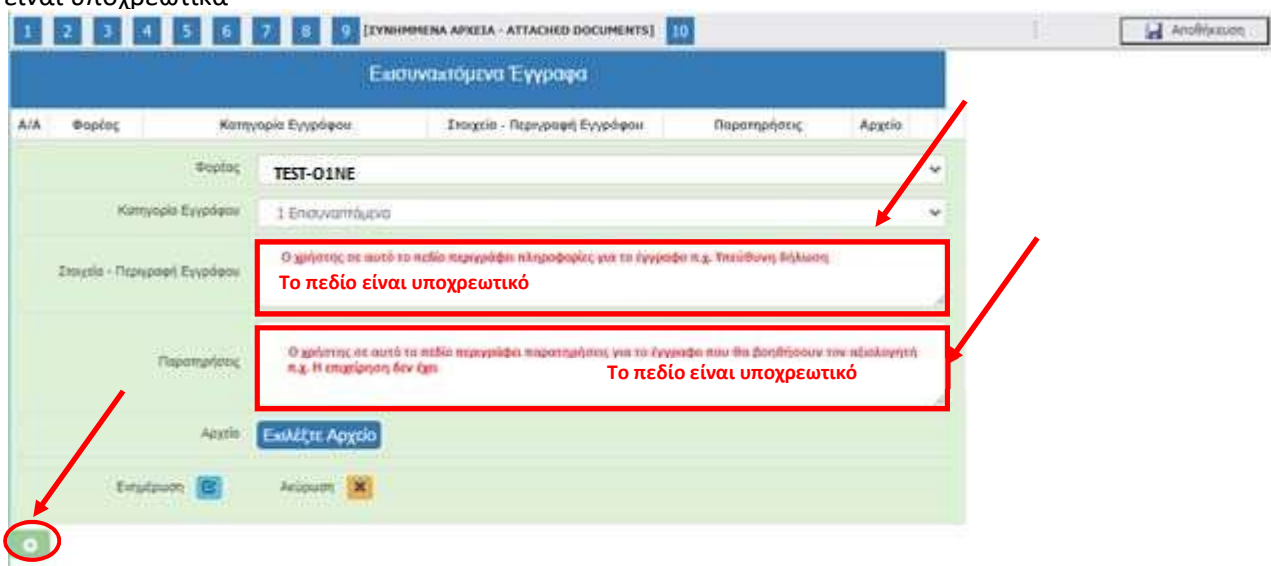 είναι υποχρεωτικά
1 2 3 4 5 6 7 8 9 [ΣΥΝΗΜΜΕΝΑ ΑΡΧΕΙΑ - ATTACHED DOCUMENTS] 10 Αποθήκευση
Επισυναπτόμενα Έγγραφα
Α/Α Φορέας Κατηγορία Εγγράφου Στοιχεία - Περιγραφή Εγγράφου Παρατηρήσεις Αρχείο
Φορέας TEST-O1NE
Κατηγορία Εγγράφου 1 Επισυναπτόμενα
Ο χρήστης σε αυτό το πεδίο περιγράφει πληροφορίες για το έγγραφο π.χ. Υπεύθυνη δήλωση
Στοιχεία - Περιγραφή Εγγράφου
Το πεδίο είναι υποχρεωτικό
Ο χρήστης σε αυτό το πεδίο περιγράφει παρατηρήσεις για το έγγραφο που θα βοηθήσουν τον αξιολογητή
Παρατηρήσεις π.χ. Η επιχείρηση δεν έχει Το πεδίο είναι υποχρεωτικό
Αρχείο Επιλέξτε Αρχείο
Ενημέρωση Ακύρωση